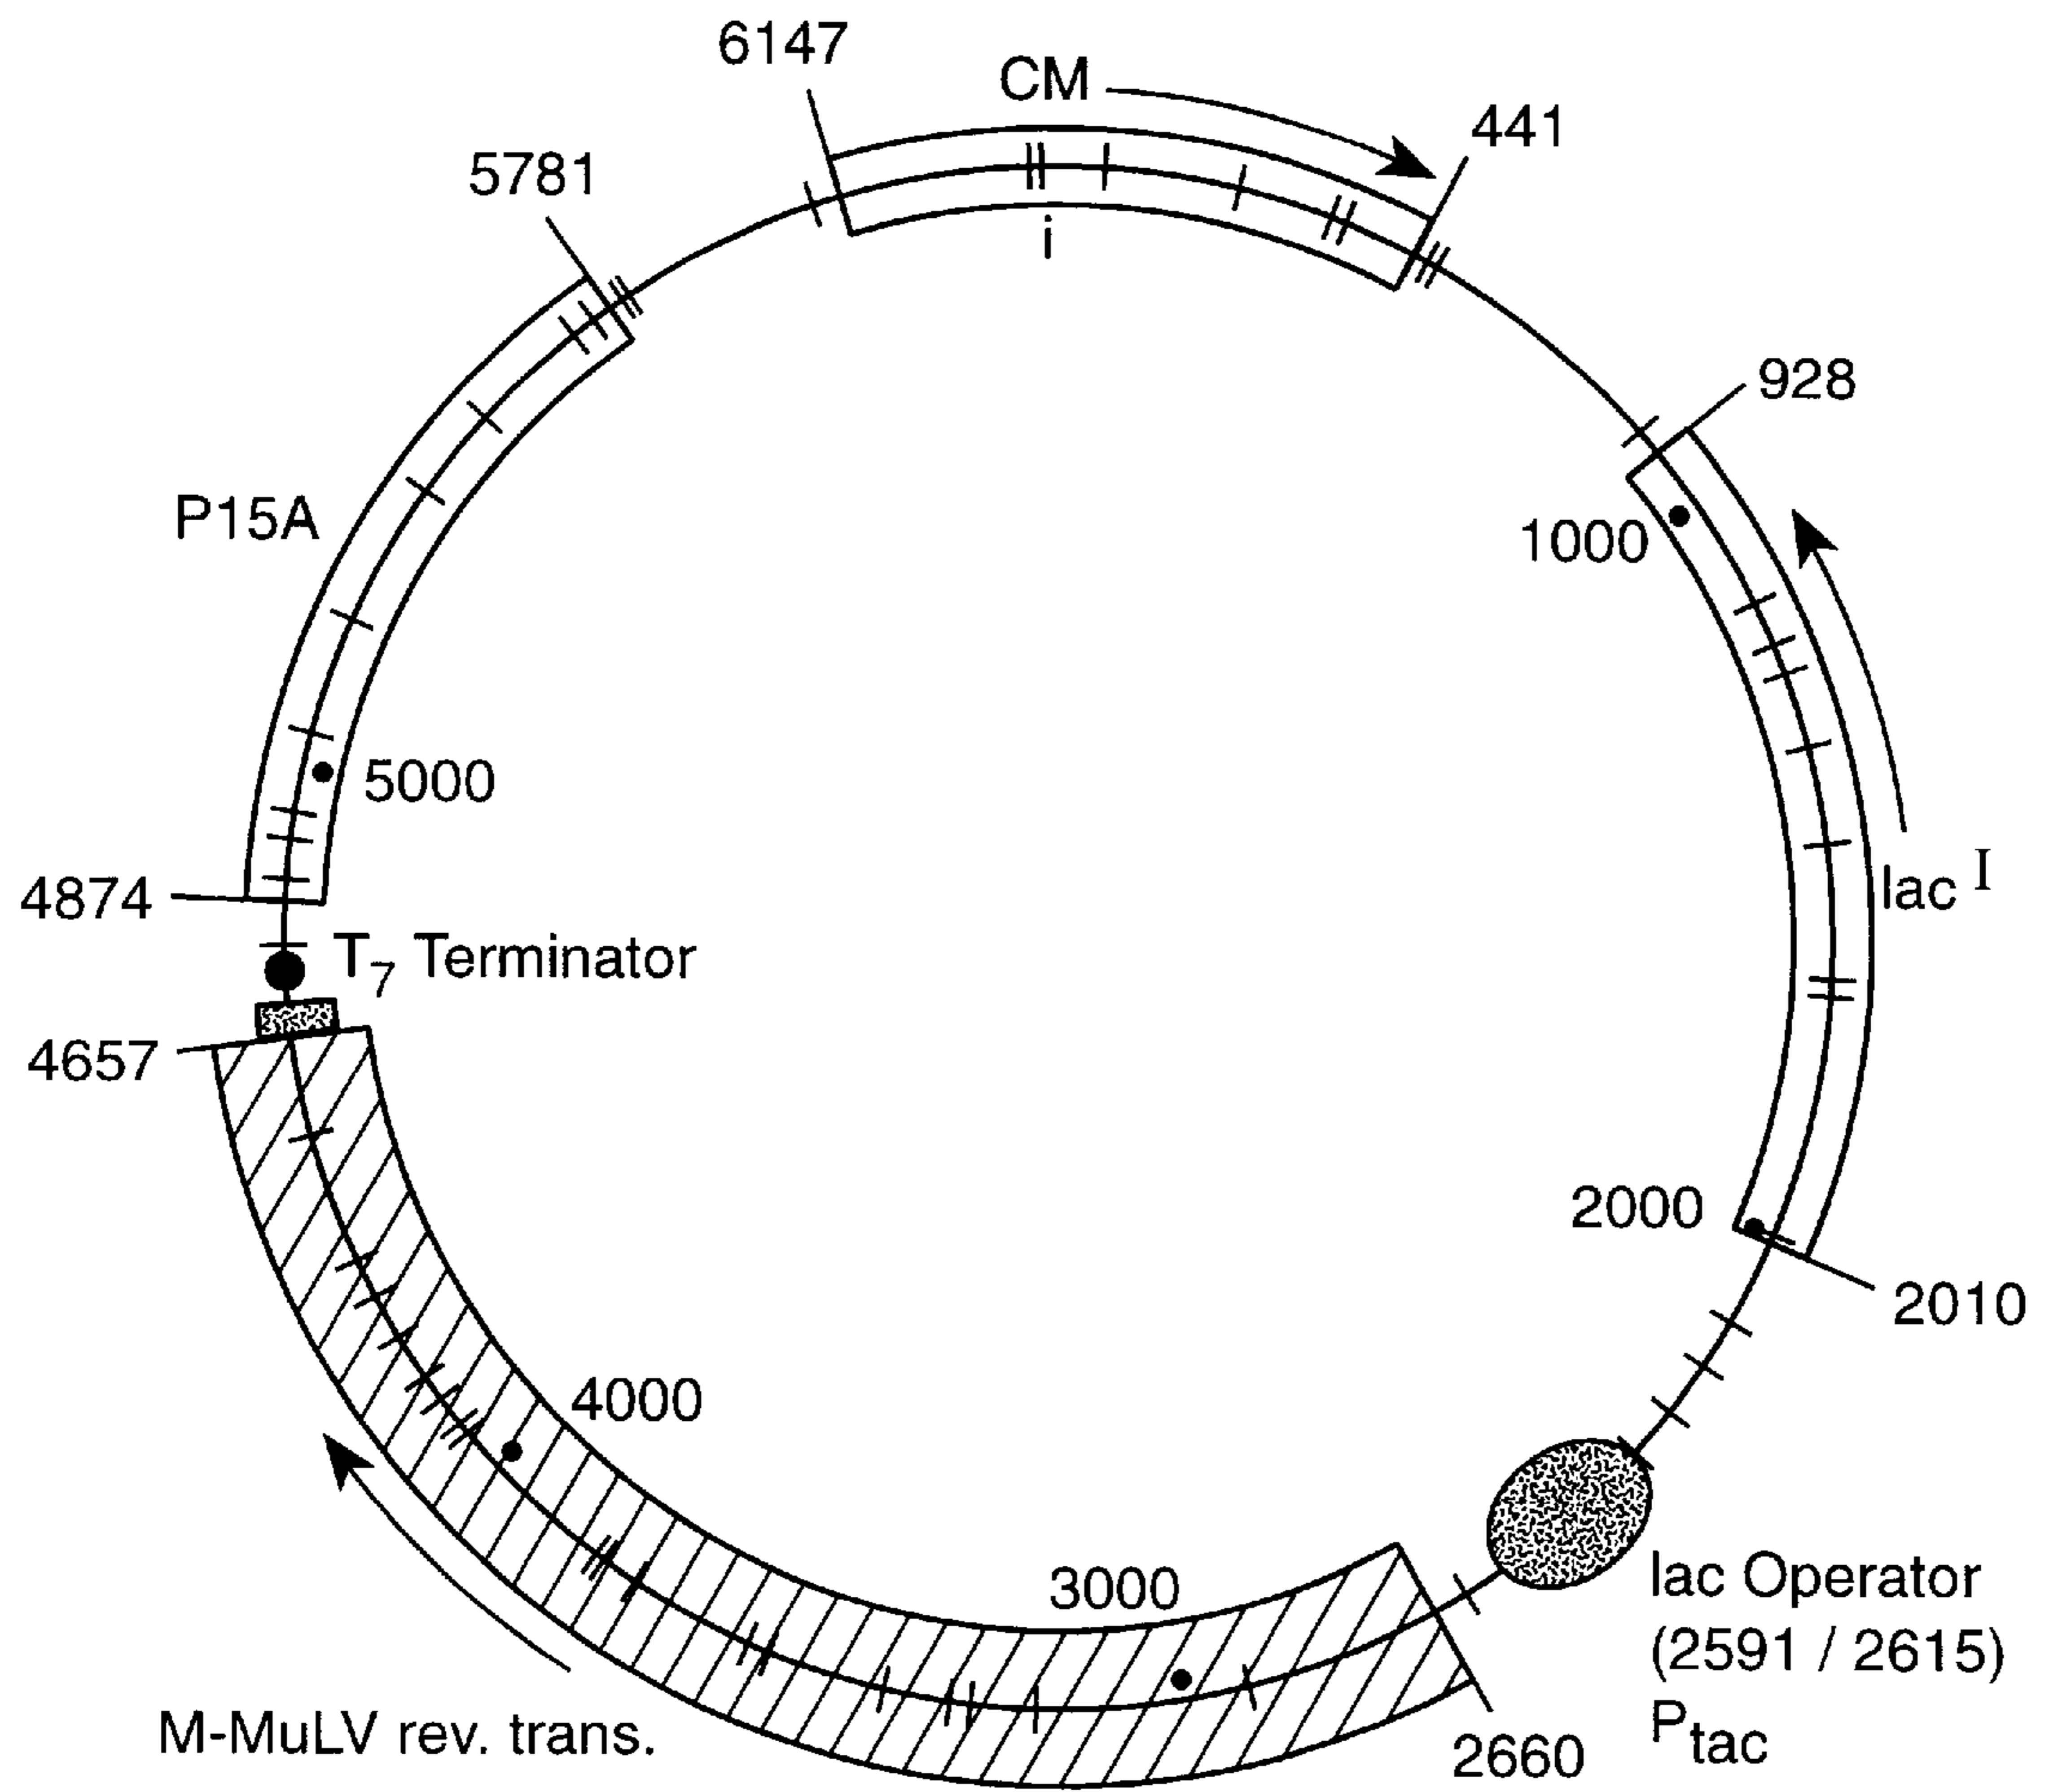 6147
CM
441
5781
i
928
1000
P15A
5000
lac I
4874
T7 Terminator
4657
2000
2010
4000
3000
lac Operator
(2591 / 2615)
Ptac
M-MuLV rev. trans.
2660